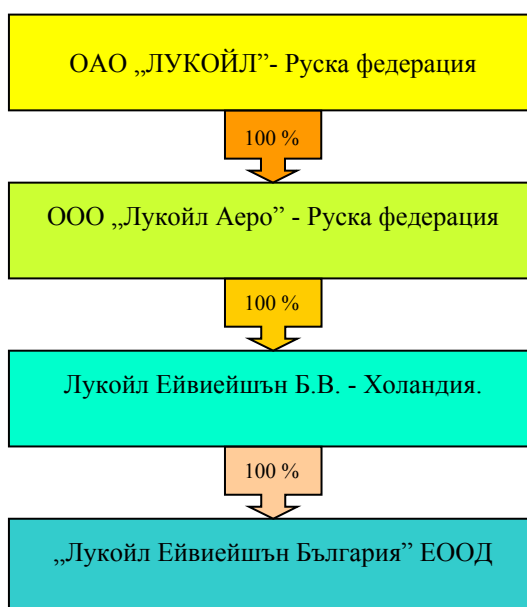 ОАО „ЛУКОЙЛ”- Руска федерация
100 %
ООО „Лукойл Аеро” - Руска федерация
100 %
Лукойл Ейвиейшън Б.В. - Холандия.
100 %
„Лукойл Ейвиейшън България” ЕООД